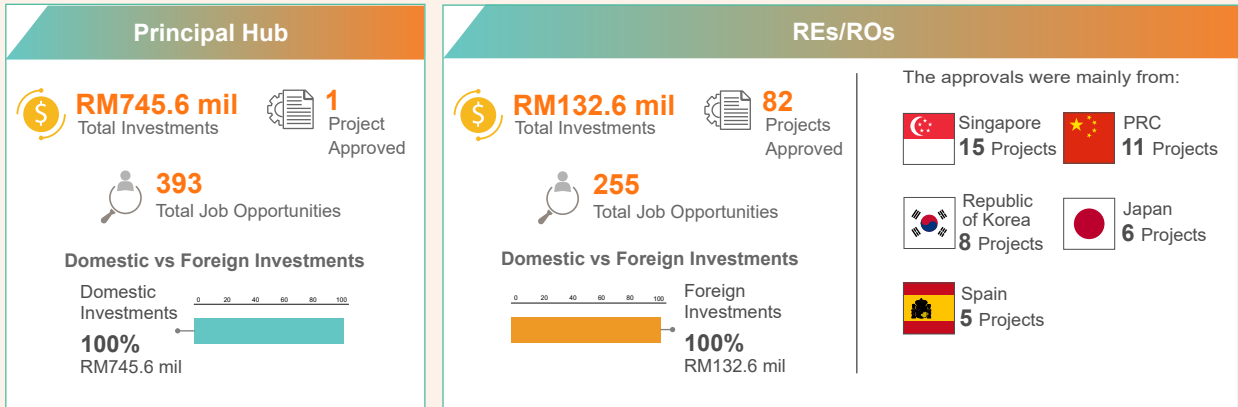 Principal Hub
RM745.6 mil
Total Investments
1
Project
Approved
393
Total Job Opportunities
Domestic vs Foreign Investments
Domestic
Investments
100%
RM745.6 mil
0 20 40 60 80 100
REs/ROs
RM132.6 mil
Total Investments
82
Projects
Approved
255
Total Job Opportunities
Domestic vs Foreign Investments
0 20 40 60 80 100
Foreign
Investments
100%
RM132.6 mil
The approvals were mainly from:
Singapore
15 Projects
PRC
11 Projects
Republic
of Korea
8 Projects
Japan
6 Projects
Spain
5 Projects